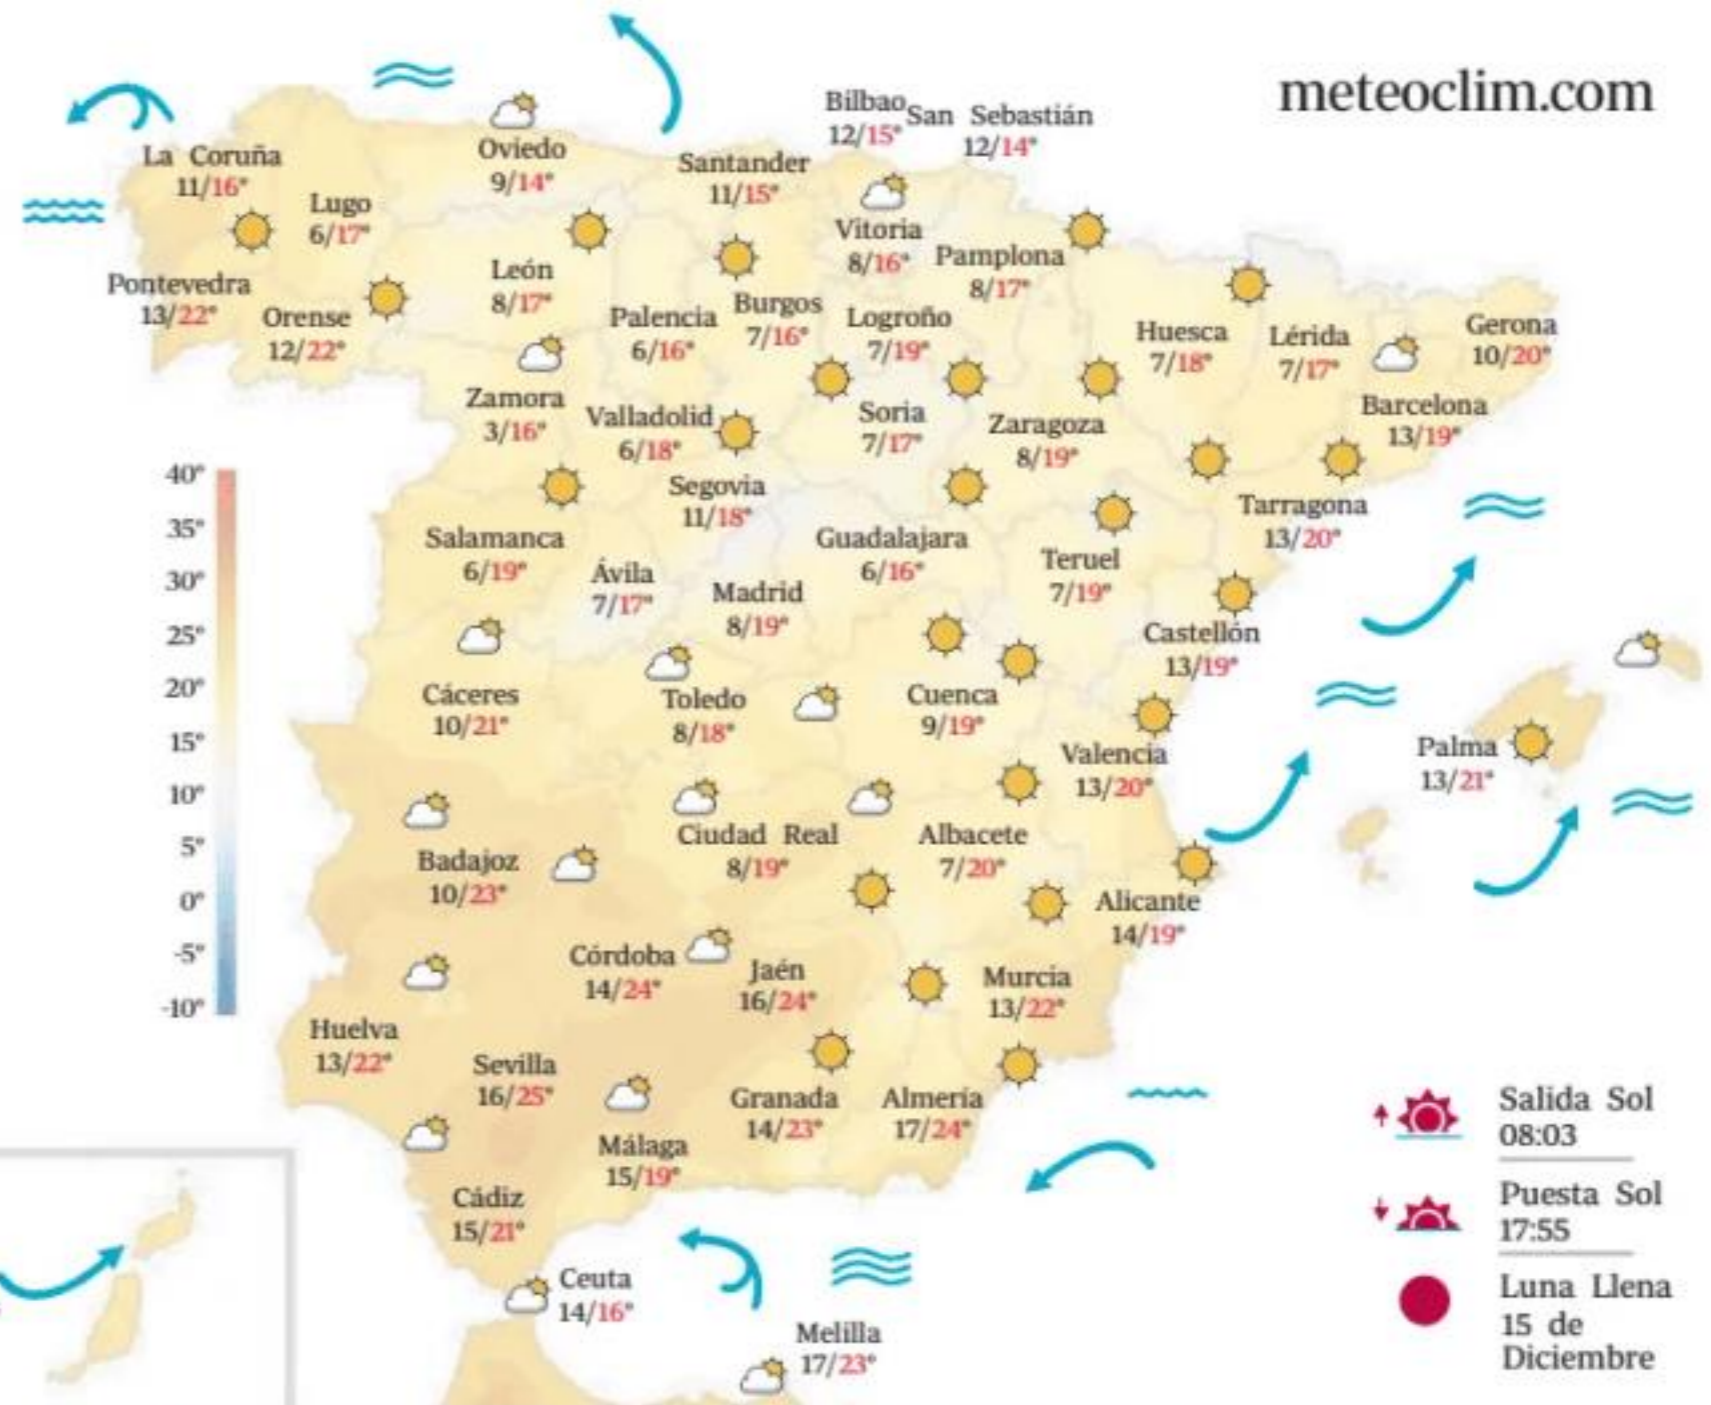 meteoclim.com
Bilbao
12/15°
San Sebastián
12/14°
La Coruña
11/16°
Oviedo
9/14°
Santander
11/15°
Lugo
6/17°
Vitoria
8/16°
Pamplona
8/17°
Pontevedra
13/22°
Orense
12/22°
León
8/17°
Palencia
6/16°
Burgos
7/16°
Logroño
7/19°
Huesca
7/18°
Lérida
7/17°
Gerona
10/20°
Zamora
3/16°
Valladolid
6/18°
Soria
7/17°
Zaragoza
8/19°
Barcelona
13/19°
Segovia
11/18°
Tarragona
13/20°
Salamanca
6/19°
Ávila
7/17°
Madrid
8/19°
Guadalajara
6/16°
Teruel
7/19°
Castellón
13/19°
Cáceres
10/21°
Toledo
8/18°
Cuenca
9/19°
Valencia
13/20°
Palma
13/21°
Badajoz
10/23°
Ciudad Real
8/19°
Albacete
7/20°
Alicante
14/19°
Córdoba
14/24°
Jaén
16/24°
Murcia
13/22°
Huelva
13/22°
Sevilla
16/25°
Granada
14/23°
Almería
17/24°
Málaga
15/19°
Cádiz
15/21°
Ceuta
14/16°
Melilla
17/23°
40°
35°
30°
25°
20°
15°
10°
5°
0°
-5°
-10°
Salida Sol
08:03
Puesta Sol
17:55
Luna Llena
15 de
Diciembre